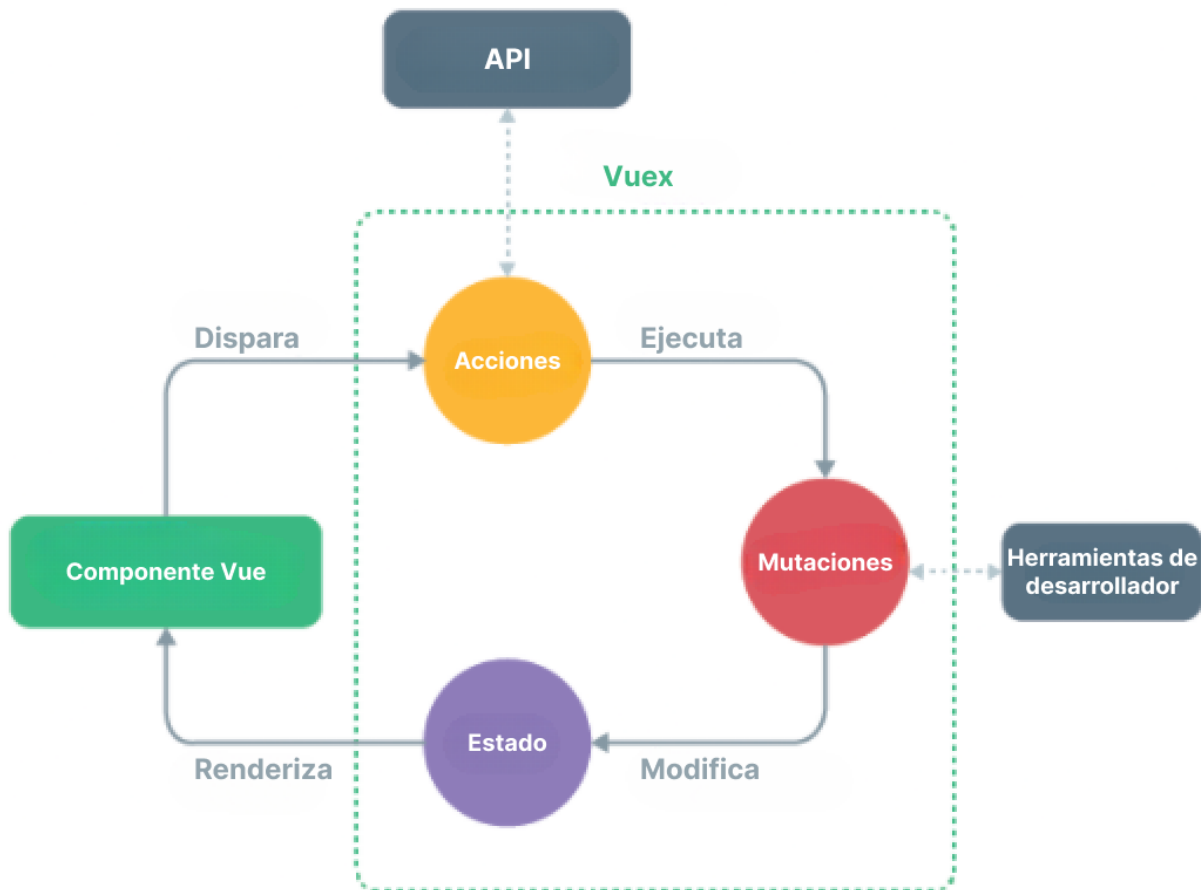 API
Vuex
Dispara
Ejecuta
Acciones
Componente Vue
Mutaciones
Herramientas de
desarrollador
Estado
Renderiza
Modifica